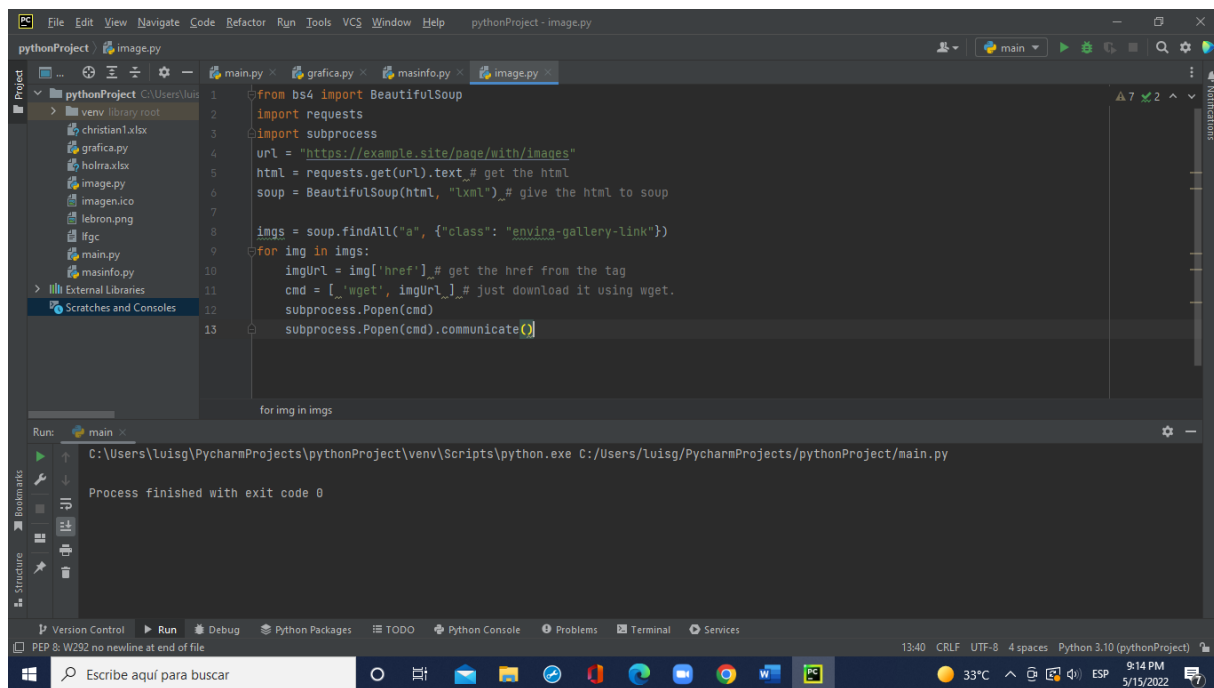 PC File Edit View Navigate Code Refactor Run Tools VCS Window Help pythonProject - image.py
pythonProject image.py main
Project ... main.py grafica.py masinfo.py image.py
pythonProject C:\Users\luis
venv library root
christian1.xlsx
grafica.py
holrra.xlsx
image.py
imagen.ico
lebron.png
lfgc
main.py
masinfo.py
External Libraries
Scratches and Consoles
1 from bs4 import BeautifulSoup
2 import requests
3 import subprocess
4 url = "https://example.site/page/with/images"
5 html = requests.get(url).text # get the html
6 soup = BeautifulSoup(html, "lxml") # give the html to soup
7
8 imgs = soup.findAll("a", {"class": "envira-gallery-link"})
9 for img in imgs:
10 imgUrl = img['href'] # get the href from the tag
11 cmd = [ 'wget', imgUrl ] # just download it using wget.
12 subprocess.Popen(cmd)
13 subprocess.Popen(cmd).communicate()
7 2
Notifications
for img in imgs
Run: main
C:\Users\luisg\PycharmProjects\pythonProject\venv\Scripts\python.exe C:/Users/luisg/PycharmProjects/pythonProject/main.py
Process finished with exit code 0
Bookmarks
Structure
Version Control Run Debug Python Packages TODO Python Console Problems Terminal Services
PEP 8: W292 no newline at end of file 13:40 CRLF UTF-8 4 spaces Python 3.10 (pythonProject)
Escribe aquí para buscar 33°C ESP 9:14 PM
5/15/2022 7